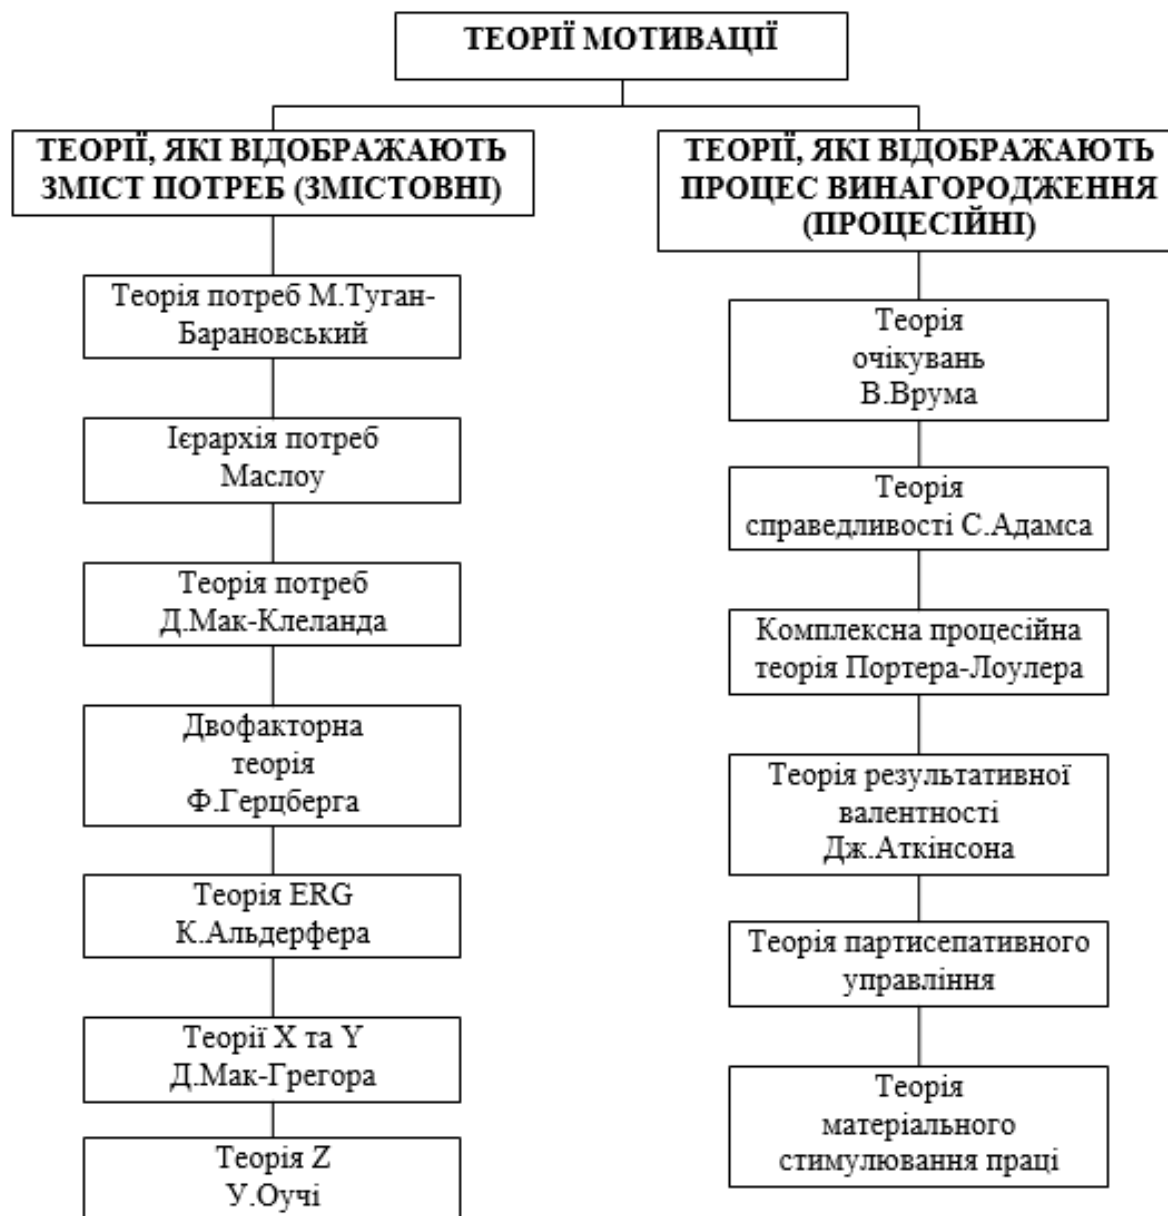 ТЕОРІЇ МОТИВАЦІЇ
ТЕОРІЇ, ЯКІ ВІДОБРАЖАЮТЬ
ЗМІСТ ПОТРЕБ (ЗМІСТОВНІ)
Теорія потреб М.Туган-
Барановський
Ієрархія потреб
Маслоу
Теорія потреб
Д.Мак-Клеланда
Двофакторна
теорія
Ф.Герцберга
Теорія ERG
К.Альдерфера
Теорії X та Y
Д.Мак-Грегора
Теорія Z
У.Оучі
ТЕОРІЇ, ЯКІ ВІДОБРАЖАЮТЬ
ПРОЦЕС ВИНАГОРОДЖЕННЯ
(ПРОЦЕСІЙНІ)
Теорія
очікувань
В.Врума
Теорія
справедливості С.Адамса
Комплексна процесійна
теорія Портера-Лоулера
Теорія результативної
валентності
Дж.Аткінсона
Теорія партисепативного
управління
Теорія
матеріального
стимулювання праці